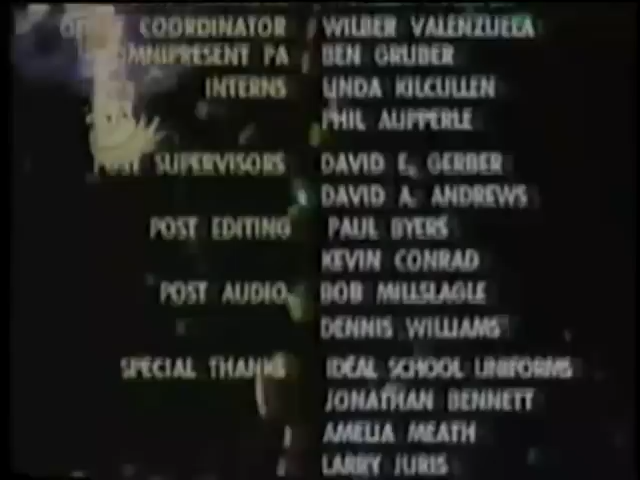 OFFICE COORDINATOR WILBER VALENZUELA
OMNIPRESENT PA BEN GRUBER
INTERNS LINDA KILCULLEN
PHIL AUPPERLE
POST SUPERVISORS DAVID E. GERBER
DAVID A. ANDREWS
POST EDITING PAUL BYERS
KEVIN CONRAD
POST AUDIO BOB MILLSLAGLE
DENNIS WILLIAMS
SPECIAL THANKS IDEAL SCHOOL UNIFORMS
JONATHAN BENNETT
AMELIA MEATH
LARRY JURIS